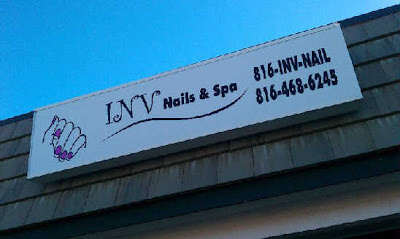 INV Nails & Spa
816-INV-NAIL
816-468-6245